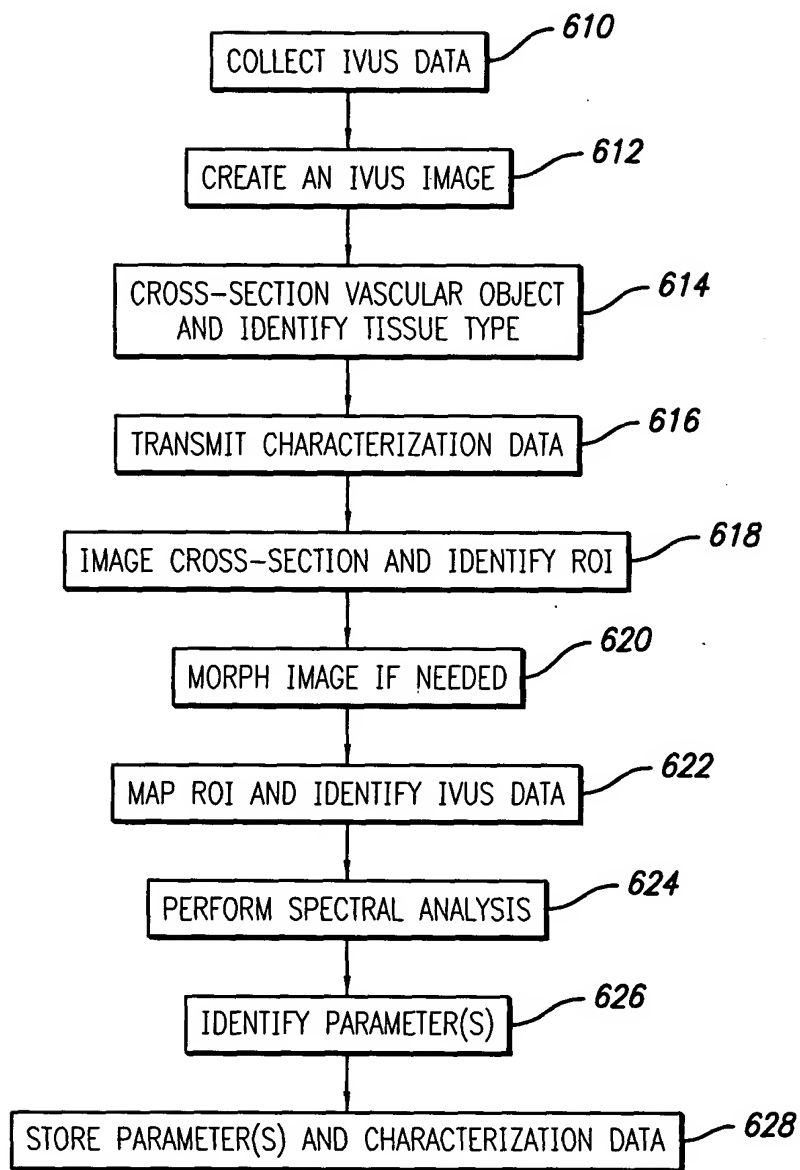 610
COLLECT IVUS DATA
612
CREATE AN IVUS IMAGE
614
CROSS-SECTION VASCULAR OBJECT
AND IDENTIFY TISSUE TYPE
616
TRANSMIT CHARACTERIZATION DATA
618
IMAGE CROSS-SECTION AND IDENTIFY ROI
620
MORPH IMAGE IF NEEDED
622
MAP ROI AND IDENTIFY IVUS DATA
624
PERFORM SPECTRAL ANALYSIS
626
IDENTIFY PARAMETER(S)
628
STORE PARAMETER(S) AND CHARACTERIZATION DATA